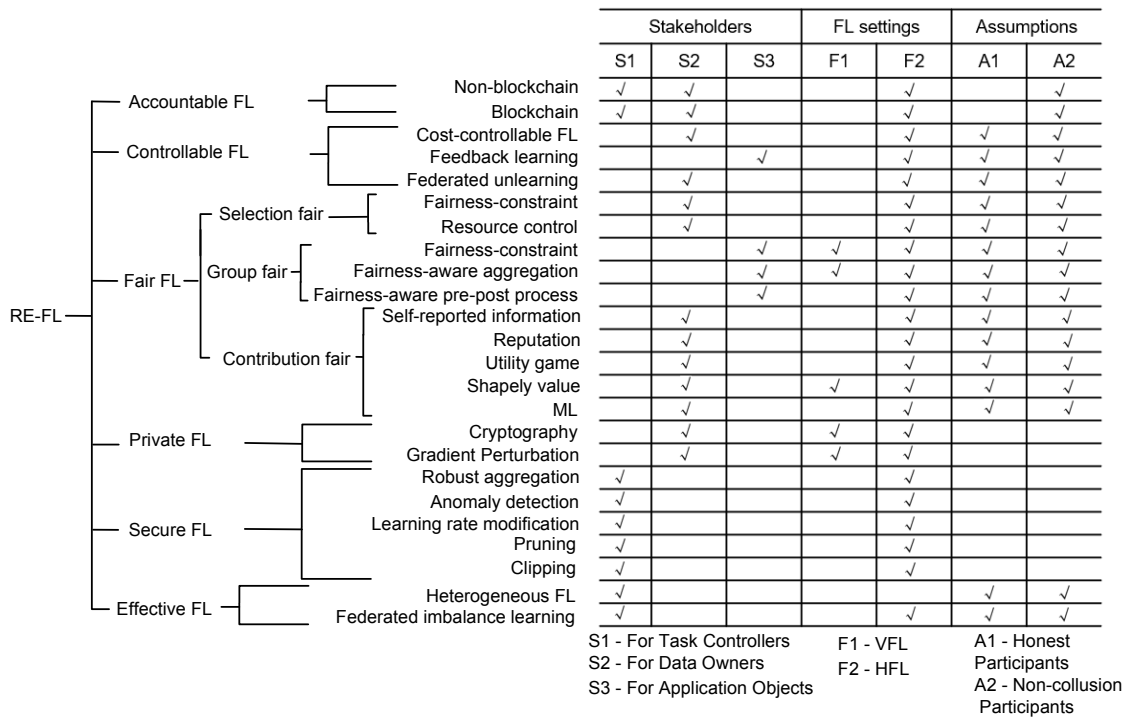 Stakeholders FL settings Assumptions
S1 S2 S3 F1 F2 A1 A2
RE-FL
Accountable FL
Non-blockchain √ √ √ √
Blockchain √ √ √ √
Controllable FL
Cost-controllable FL √ √ √ √
Feedback learning √ √ √ √
Federated unlearning √ √ √ √
Fair FL
Selection fair
Fairness-constraint √ √ √ √
Resource control √ √ √ √
Group fair
Fairness-constraint √ √ √ √ √
Fairness-aware aggregation √ √ √ √ √
Fairness-aware pre-post process √ √ √ √
Contribution fair
Self-reported information √ √ √ √
Reputation √ √ √ √
Utility game √ √ √ √
Shapely value √ √ √ √ √
ML √ √ √ √
Private FL
Cryptography √ √ √
Gradient Perturbation √ √ √
Secure FL
Robust aggregation √ √
Anomaly detection √ √
Learning rate modification √ √
Pruning √ √
Clipping √ √
Effective FL
Heterogeneous FL √ √ √
Federated imbalance learning √ √ √ √
S1 - For Task Controllers
S2 - For Data Owners
S3 - For Application Objects
F1 - VFL
F2 - HFL
A1 - Honest
Participants
A2 - Non-collusion
Participants